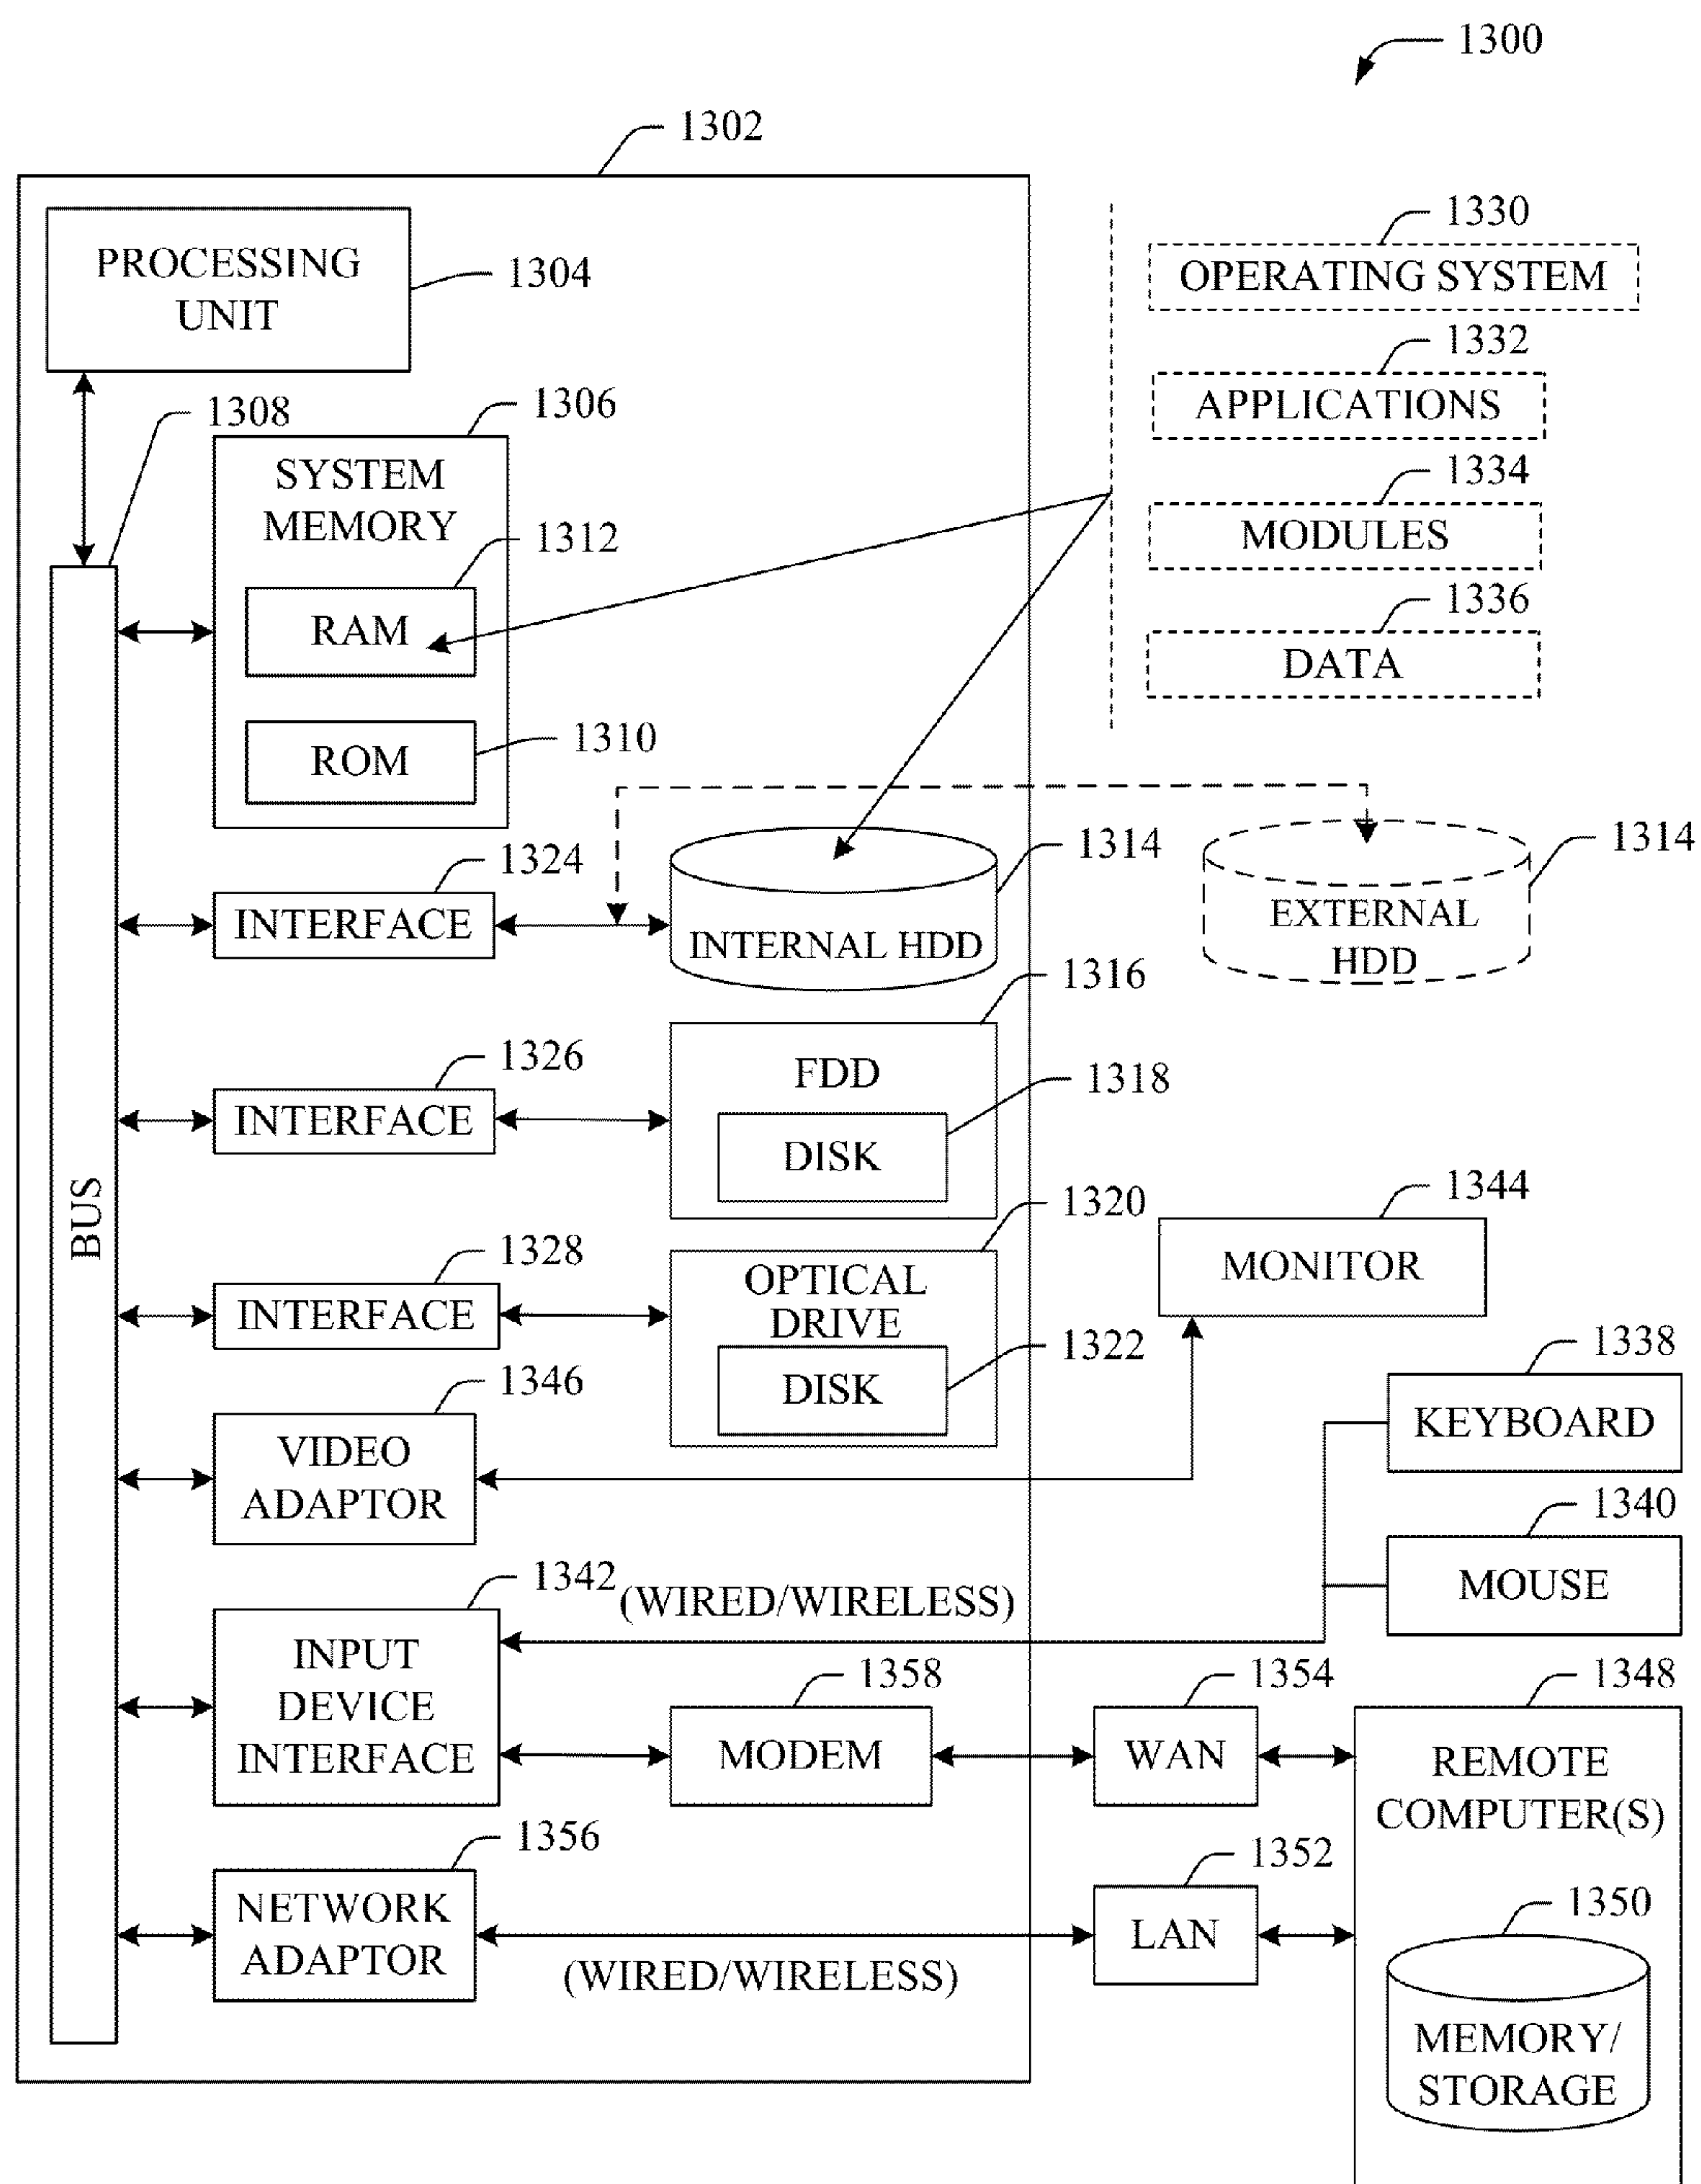 1300
1302
PROCESSING
UNIT
1304
1330
OPERATING SYSTEM
1332
APPLICATIONS
1334
MODULES
1336
DATA
1308
1306
SYSTEM
MEMORY
1312
RAM
1310
ROM
BUS
1324
INTERFACE
1314
INTERNAL HDD
1314
EXTERNAL
HDD
1326
INTERFACE
1316
FDD
1318
DISK
1328
INTERFACE
1320
OPTICAL
DRIVE
1322
DISK
1344
MONITOR
1346
VIDEO
ADAPTOR
1338
KEYBOARD
1340
MOUSE
1342
(WIRED/WIRELESS)
INPUT
DEVICE
INTERFACE
1358
MODEM
1354
WAN
1348
REMOTE
COMPUTER(S)
1356
NETWORK
ADAPTOR
(WIRED/WIRELESS)
1352
LAN
1350
MEMORY/
STORAGE